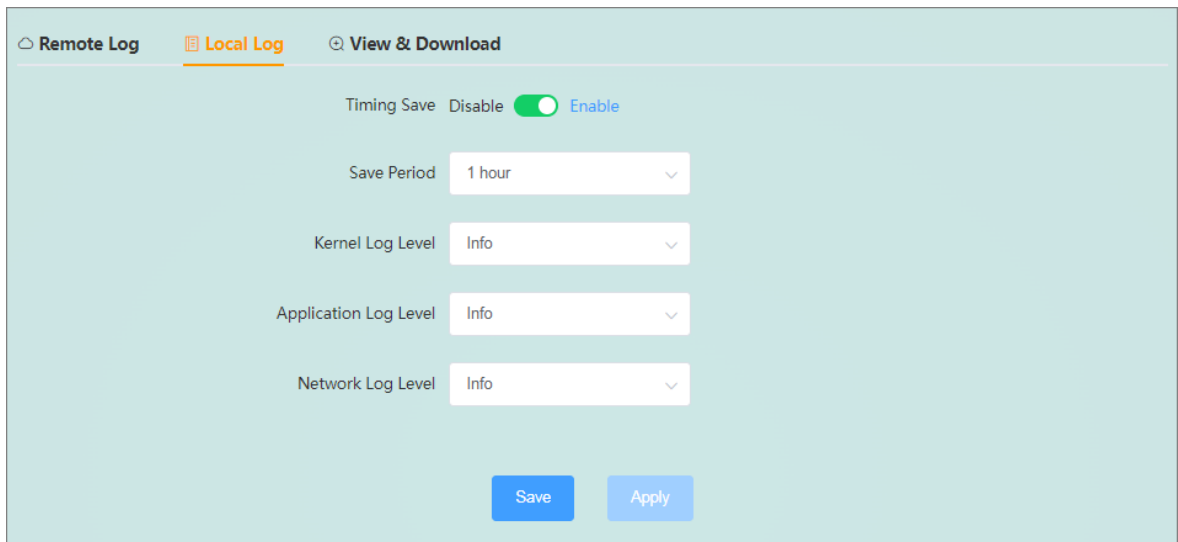 Remote Log Local Log View & Download
Timing Save Disable Enable
Save Period 1 hour
Kernel Log Level Info
Application Log Level Info
Network Log Level Info
Save Apply